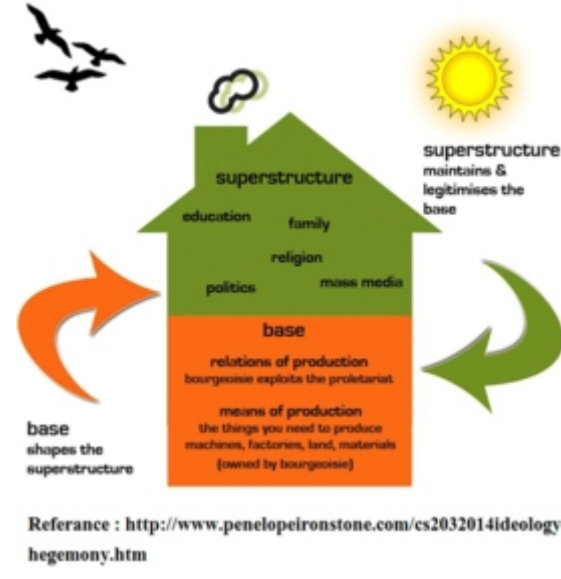 superstructure
maintains &
legitimises the
base
superstructure
education
family
religion
politics
mass media
base
relations of production
bourgeoisie exploits the proletariat
means of production
the things you need to produce
machines, factories, land, materials
(owned by bourgeoisie)
base
shapes the
superstructure
Referance : http://www.penelopeironstone.com/cs2032014ideology
hegemony.htm